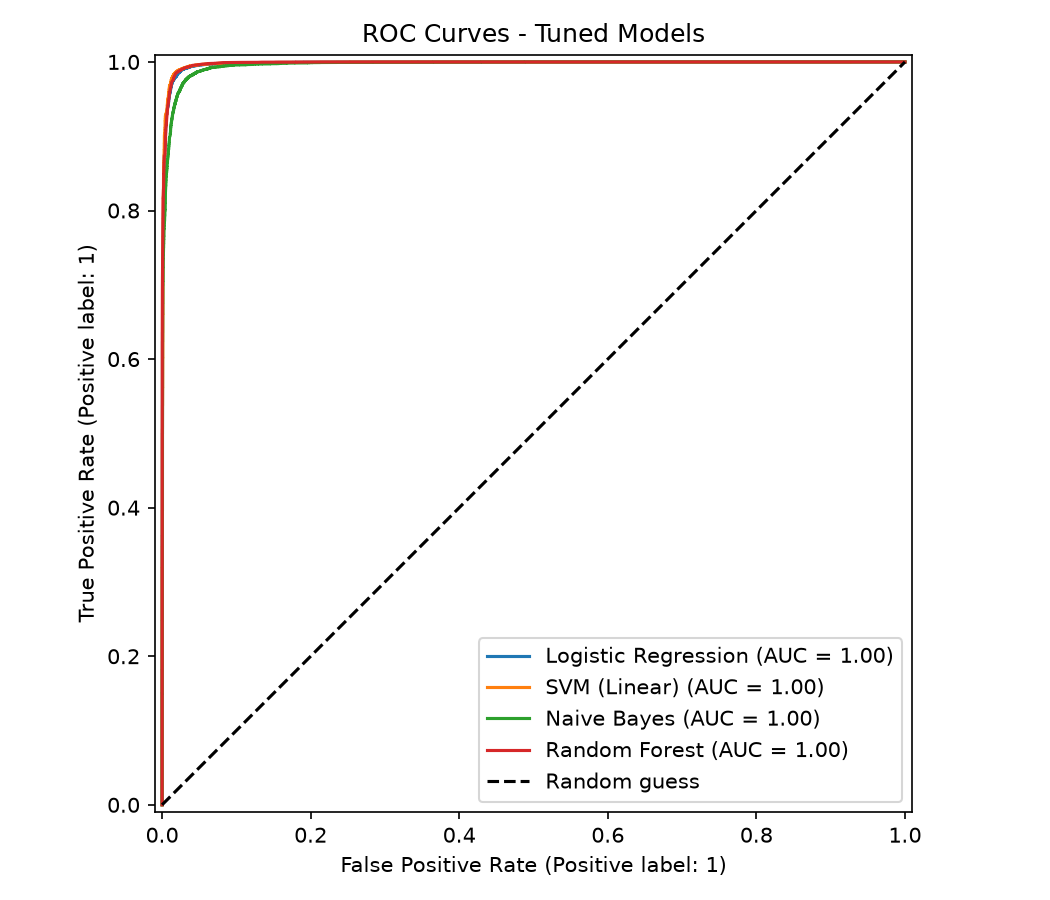 ROC Curves - Tuned Models
1.0
0.8
0.6
0.4
0.2
0.0
True Positive Rate (Positive label: 1)
Logistic Regression (AUC = 1.00)
SVM (Linear) (AUC = 1.00)
Naive Bayes (AUC = 1.00)
Random Forest (AUC = 1.00)
Random guess
0.0 0.2 0.4 0.6 0.8 1.0
False Positive Rate (Positive label: 1)